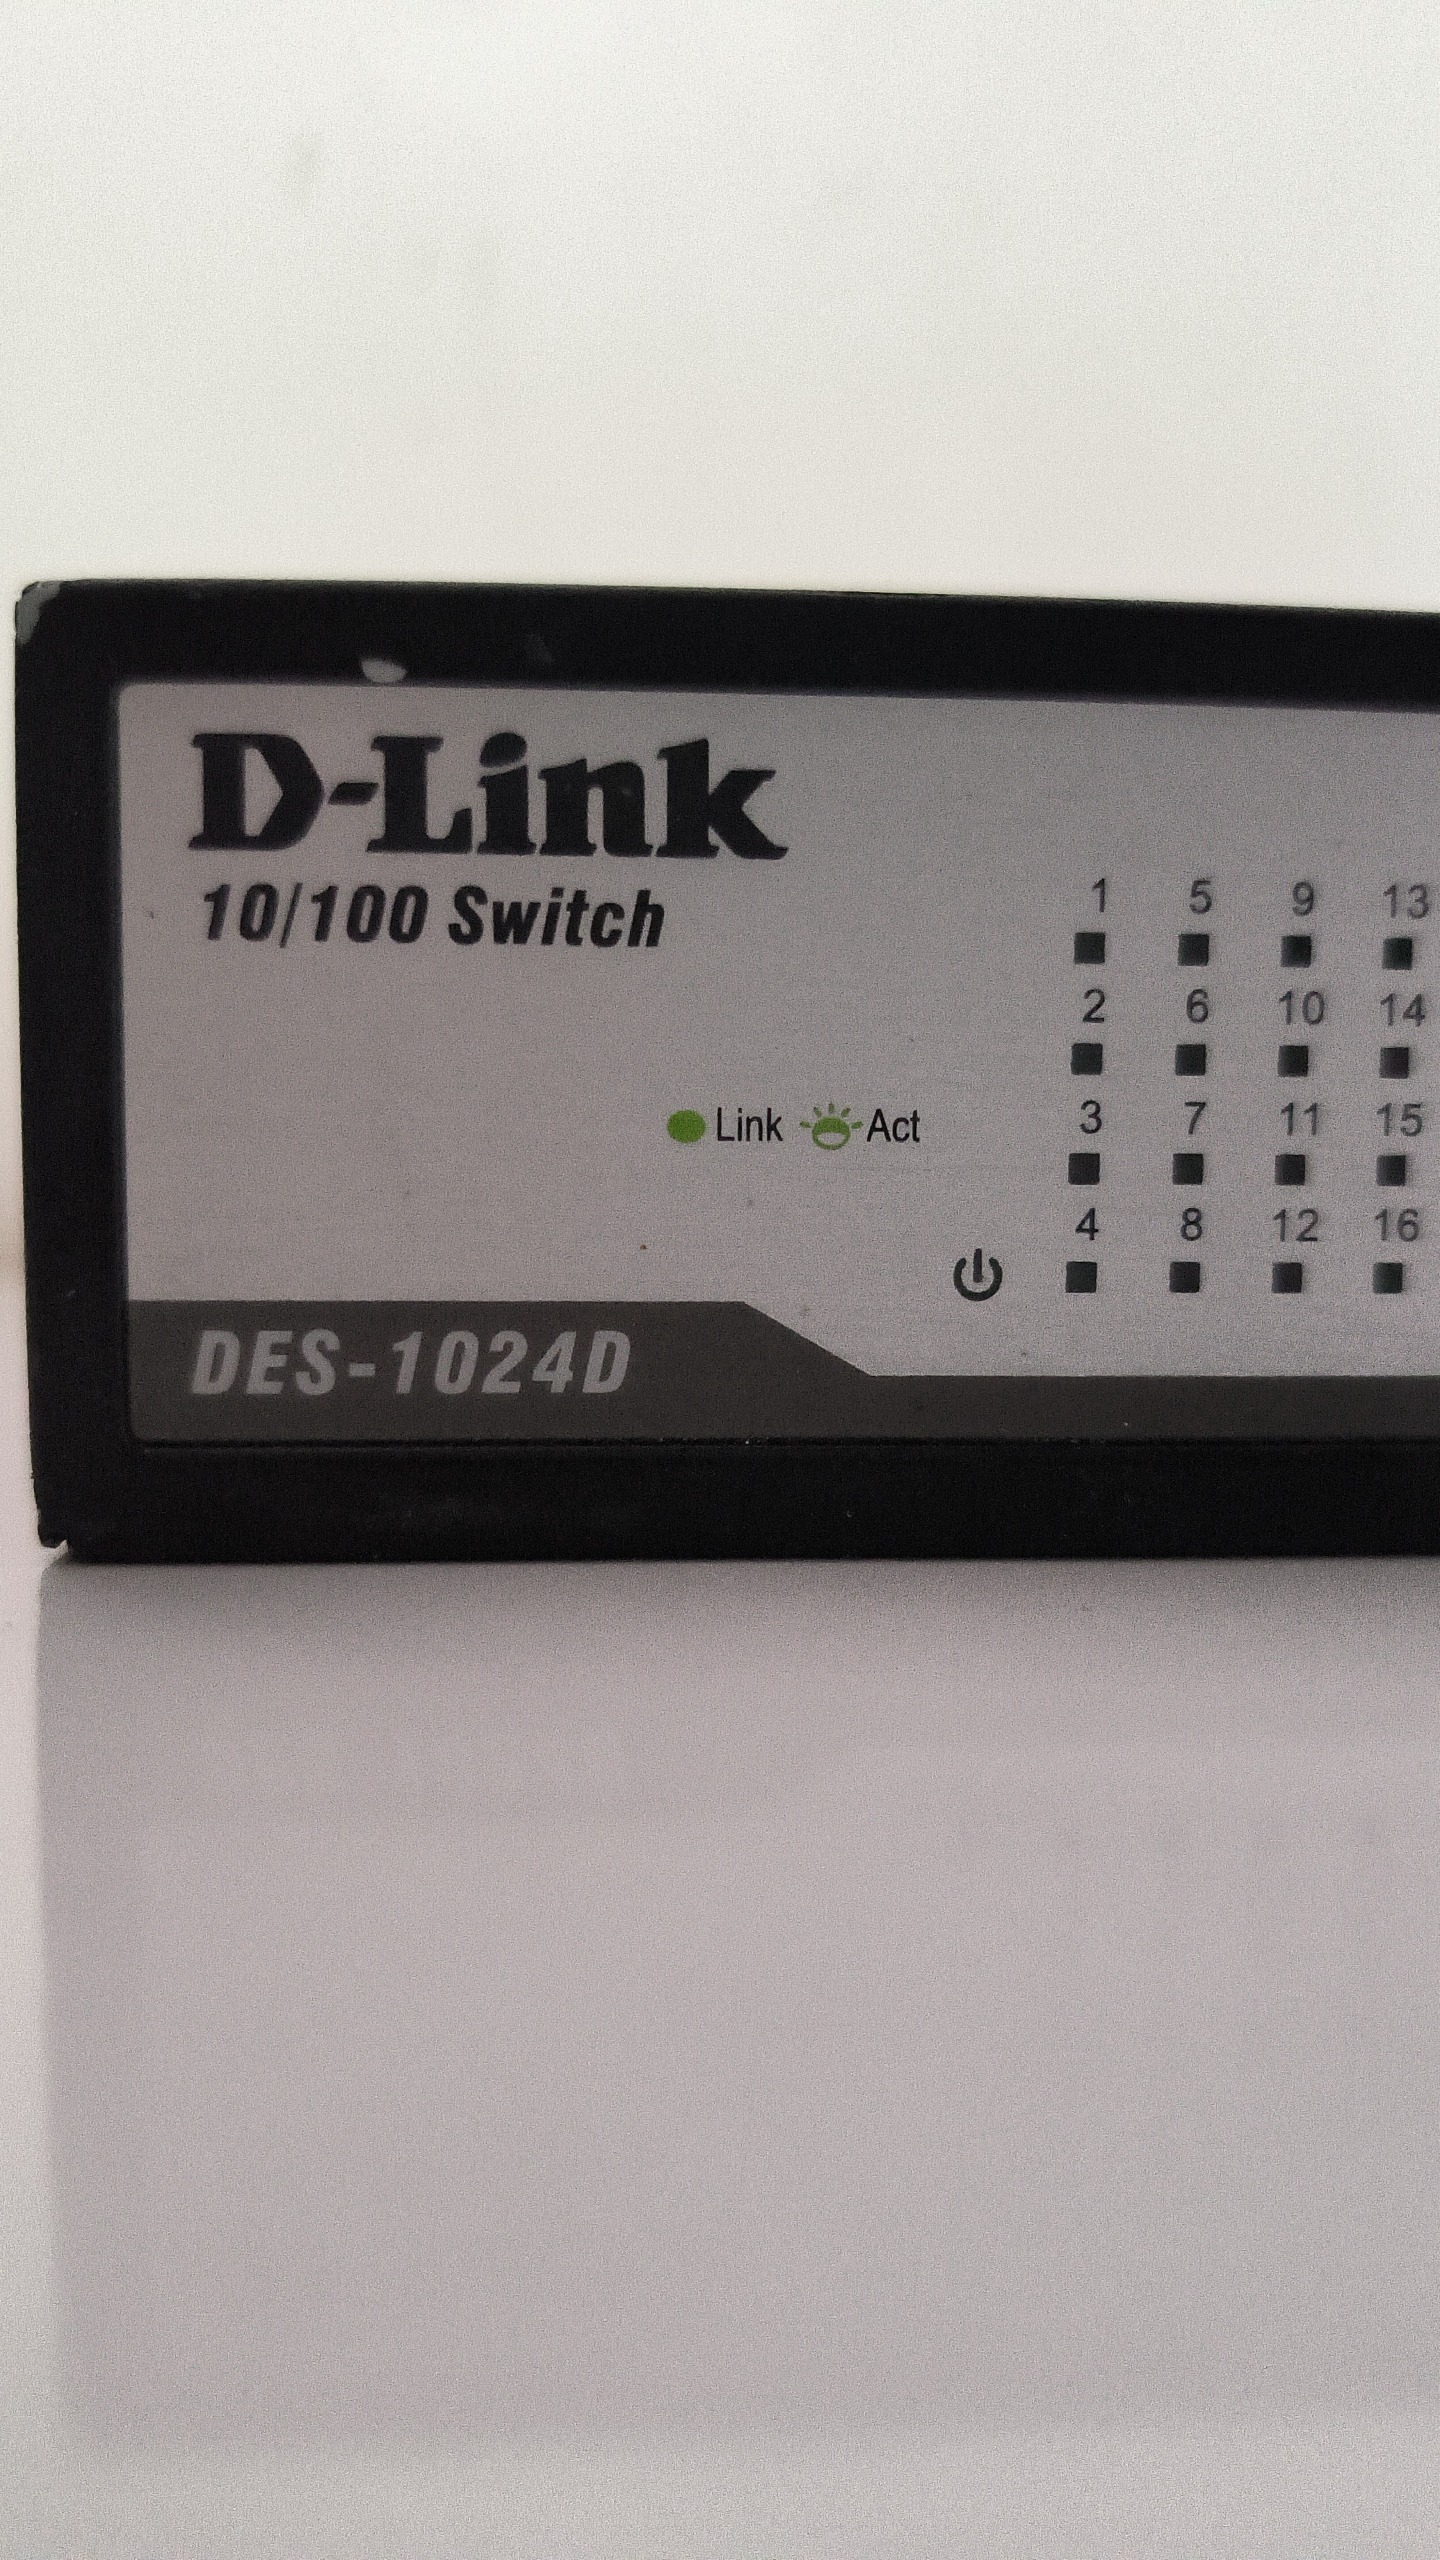 D-Link
10/100 Switch
1 5 9 13
2 6 10 14
Link Act
3 7 11 15
4 8 12 16
DES-1024D